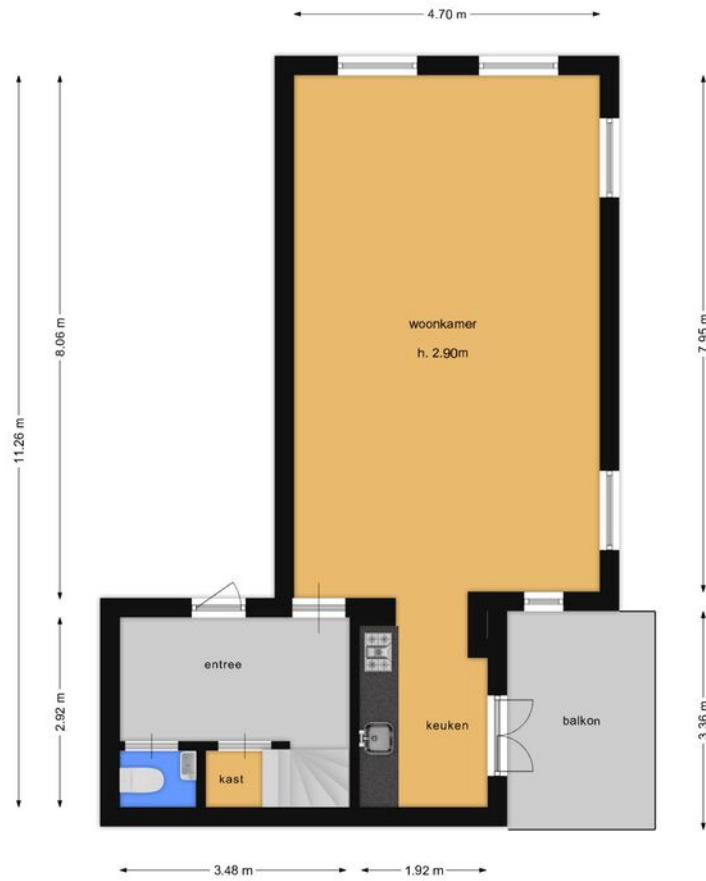 4.70 m
11.26 m
8.06 m
7.95 m
woonkamer
h. 2.90m
entree
2.92 m
keuken
balkon
3.36 m
kast
3.48 m
1.92 m